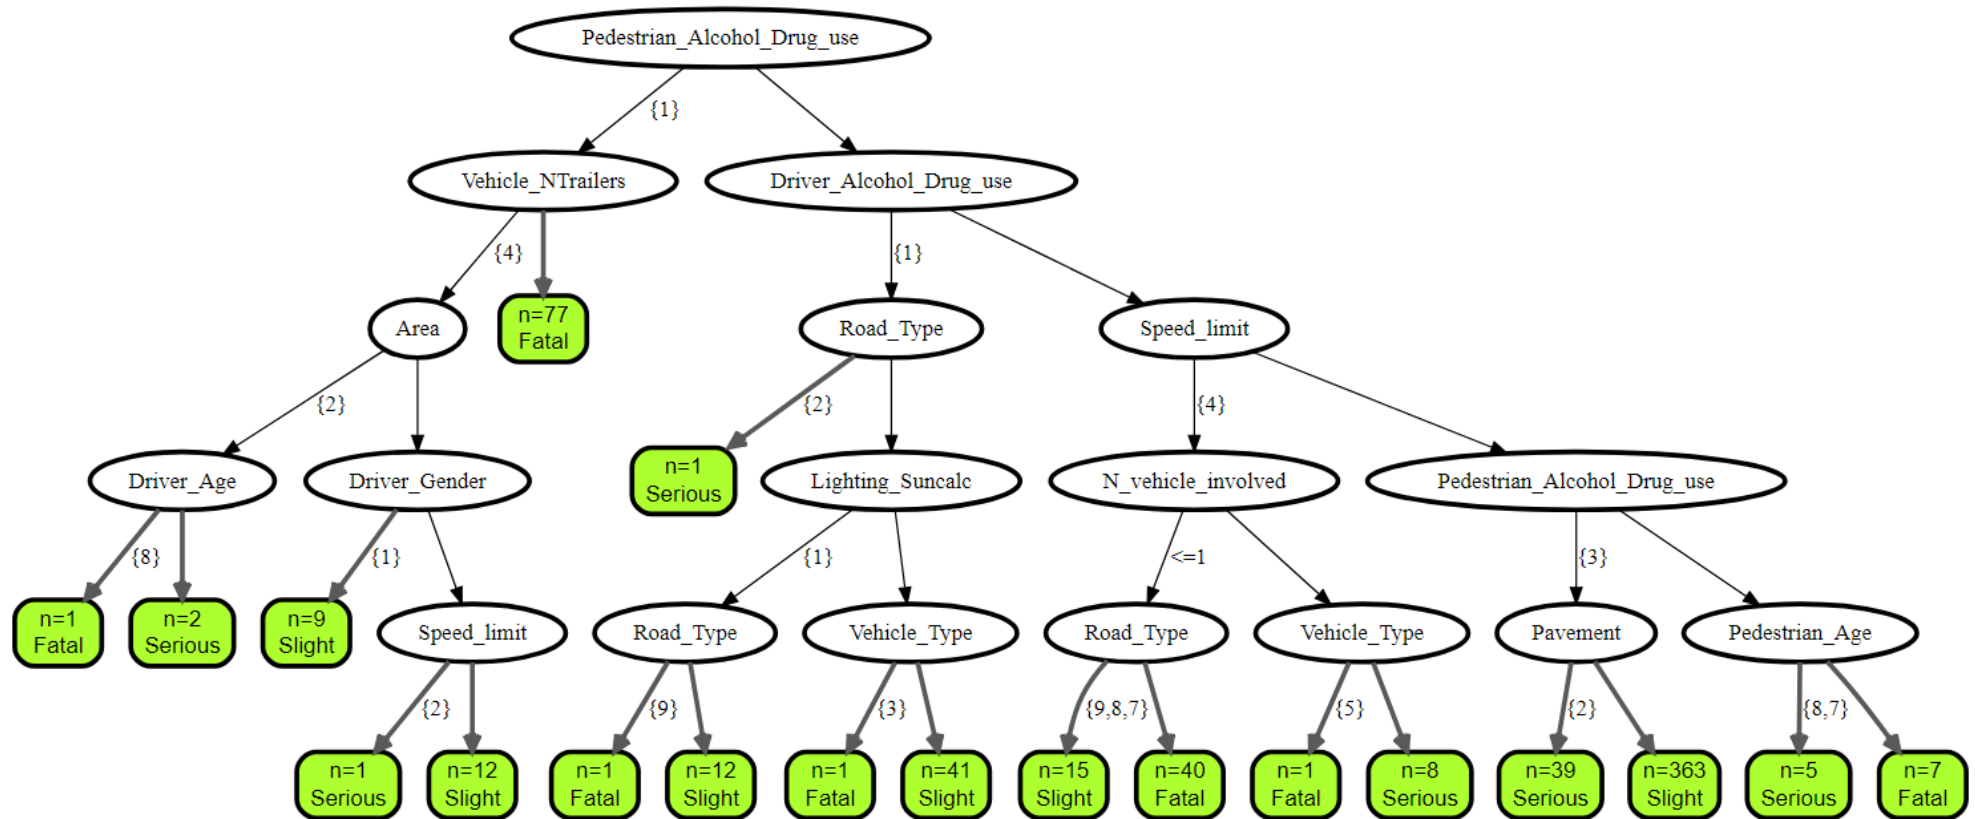 Pedestrian_Alcohol_Drug_use
{1}
Vehicle_NTrailers
Driver_Alcohol_Drug_use
{4}
{1}
Area
n=77
Fatal
Road_Type
Speed_limit
{2}
{2}
{4}
Driver_Age
Driver_Gender
n=1
Serious
Lighting_Suncalc
N_vehicle_involved
Pedestrian_Alcohol_Drug_use
{8}
{1}
{1}
<=1
{3}
n=1
Fatal
n=2
Serious
n=9
Slight
Speed_limit
Road_Type
Vehicle_Type
Road_Type
Vehicle_Type
Pavement
Pedestrian_Age
{2}
{9}
{3}
{9,8,7}
{5}
{2}
{8,7}
n=1
Serious
n=12
Slight
n=1
Fatal
n=12
Slight
n=1
Fatal
n=41
Slight
n=15
Slight
n=40
Fatal
n=1
Fatal
n=8
Serious
n=39
Serious
n=363
Slight
n=5
Serious
n=7
Fatal